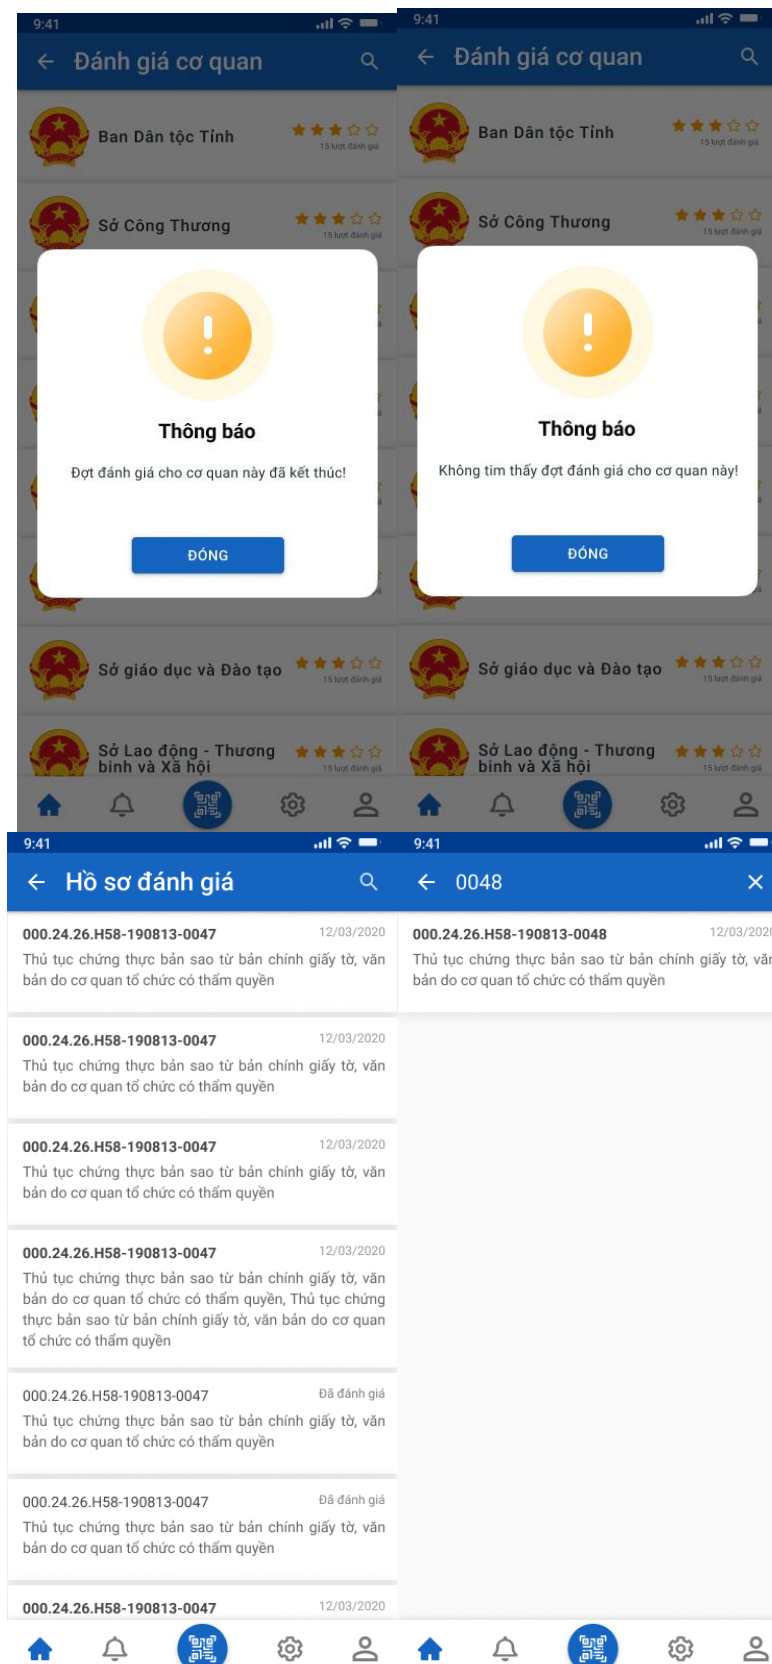 9:41
Đánh giá cơ quan
Ban Dân tộc Tỉnh
15 lượt đánh giá
Sở Công Thương
15 lượt đánh giá
Thông báo
Đợt đánh giá cho cơ quan này đã kết thúc!
ĐÓNG
Sở giáo dục và Đào tạo
15 lượt đánh giá
Sở Lao động - Thương
binh và Xã hội
15 lượt đánh giá
9:41
Đánh giá cơ quan
Ban Dân tộc Tỉnh
15 lượt đánh giá
Sở Công Thương
15 lượt đánh giá
Thông báo
Không tim thấy đợt đánh giá cho cơ quan này!
ĐÓNG
Sở giáo dục và Đào tạo
15 lượt đánh giá
Sở Lao động - Thương
binh và Xã hội
15 lượt đánh giá
9:41
Hồ sơ đánh giá
000.24.26.H58-190813-0047 12/03/2020
Thủ tục chứng thực bản sao từ bản chính giấy tờ, văn
bản do cơ quan tổ chức có thẩm quyền
000.24.26.H58-190813-0047 12/03/2020
Thủ tục chứng thực bản sao từ bản chính giấy tờ, văn
bản do cơ quan tổ chức có thẩm quyền
000.24.26.H58-190813-0047 12/03/2020
Thủ tục chứng thực bản sao từ bản chính giấy tờ, văn
bản do cơ quan tổ chức có thẩm quyền
000.24.26.H58-190813-0047 12/03/2020
Thủ tục chứng thực bản sao từ bản chính giấy tờ, văn
bản do cơ quan tổ chức có thẩm quyền, Thủ tục chứng
thực bản sao từ bản chính giấy tờ, văn bản do cơ quan
tổ chức có thẩm quyền
000.24.26.H58-190813-0047 Đã đánh giá
Thủ tục chứng thực bản sao từ bản chính giấy tờ, văn
bản do cơ quan tổ chức có thẩm quyền
000.24.26.H58-190813-0047 Đã đánh giá
Thủ tục chứng thực bản sao từ bản chính giấy tờ, văn
bản do cơ quan tổ chức có thẩm quyền
000.24.26.H58-190813-0047 12/03/2020
9:41
0048
000.24.26.H58-190813-0048 12/03/2020
Thủ tục chứng thực bản sao từ bản chính giấy tờ, văn
bản do cơ quan tổ chức có thẩm quyền